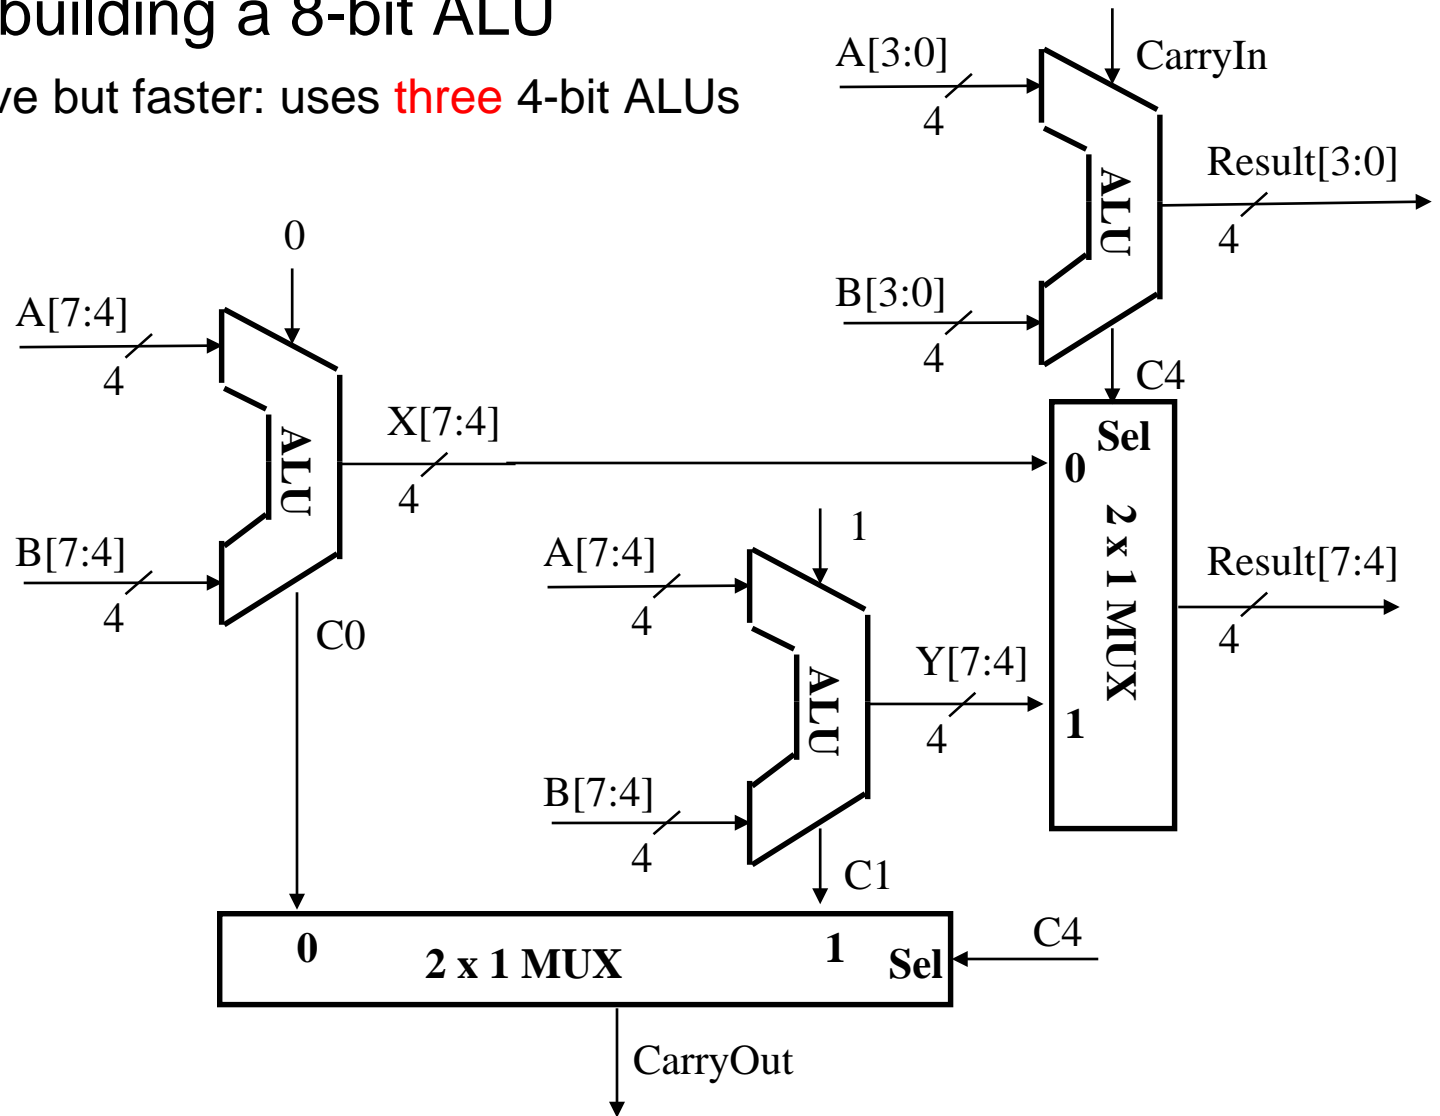 building a 8-bit ALU
ve but faster: uses three 4-bit ALUs
A[3:0]
4
CarryIn
ALU
Result[3:0]
4
B[3:0]
4
C4
0
A[7:4]
4
ALU
X[7:4]
4
B[7:4]
4
C0
1
A[7:4]
4
ALU
Y[7:4]
4
B[7:4]
4
C1
Sel
0
2 x 1 MUX
1
Result[7:4]
4
0
2 x 1 MUX
1
Sel
C4
CarryOut